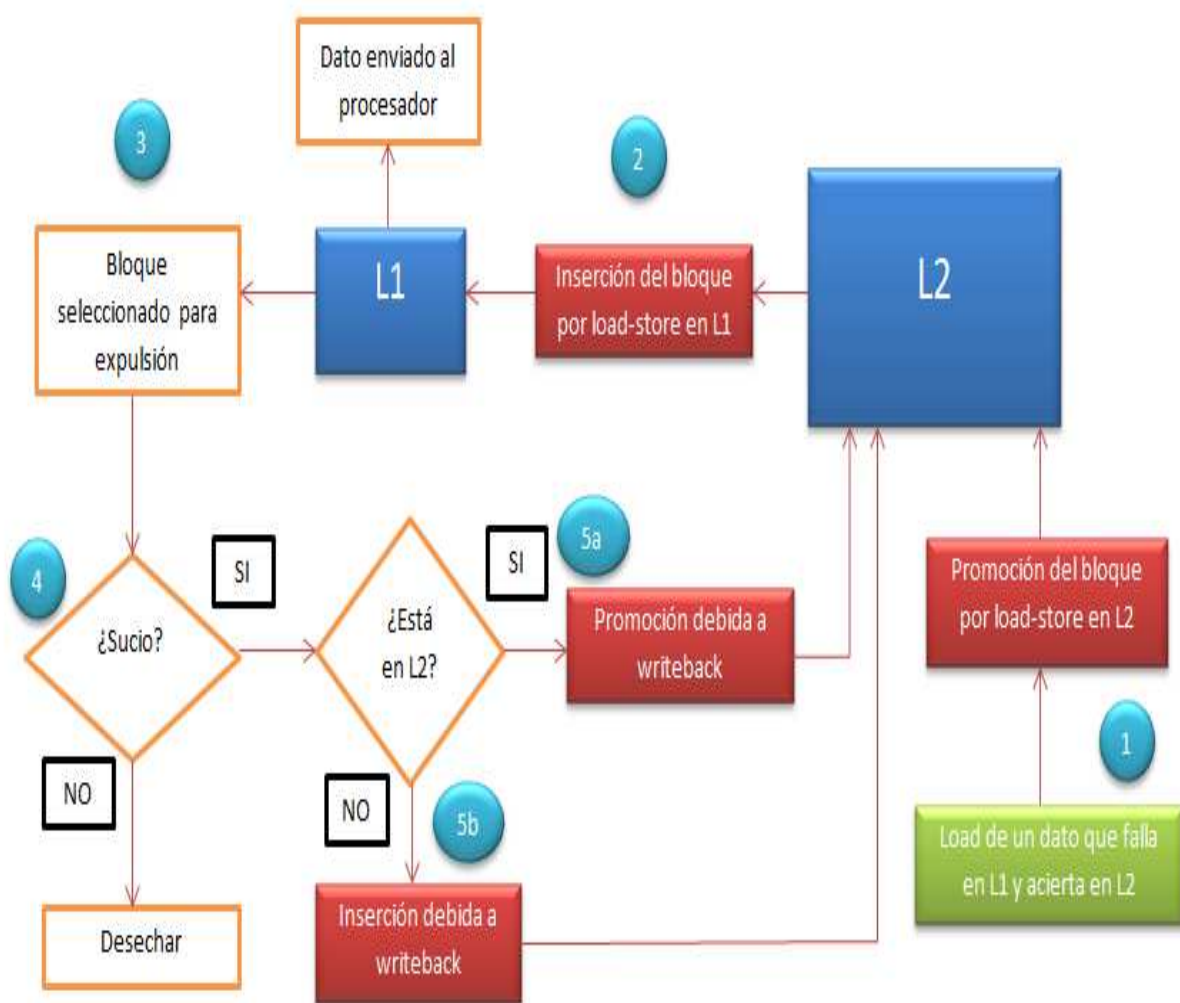 Dato enviado al
procesador
3
2
Bloque
seleccionado para
expulsión
L1
Inserción del bloque
por load-store en L1
L2
4
¿Sucio?
SI
¿Está
en L2?
SI
5a
Promoción debida a
writeback
Promoción del bloque
por load-store en L2
1
NO
NO
5b
Load de un dato que falla
en L1 y acierta en L2
Desechar
Inserción debida a
writeback